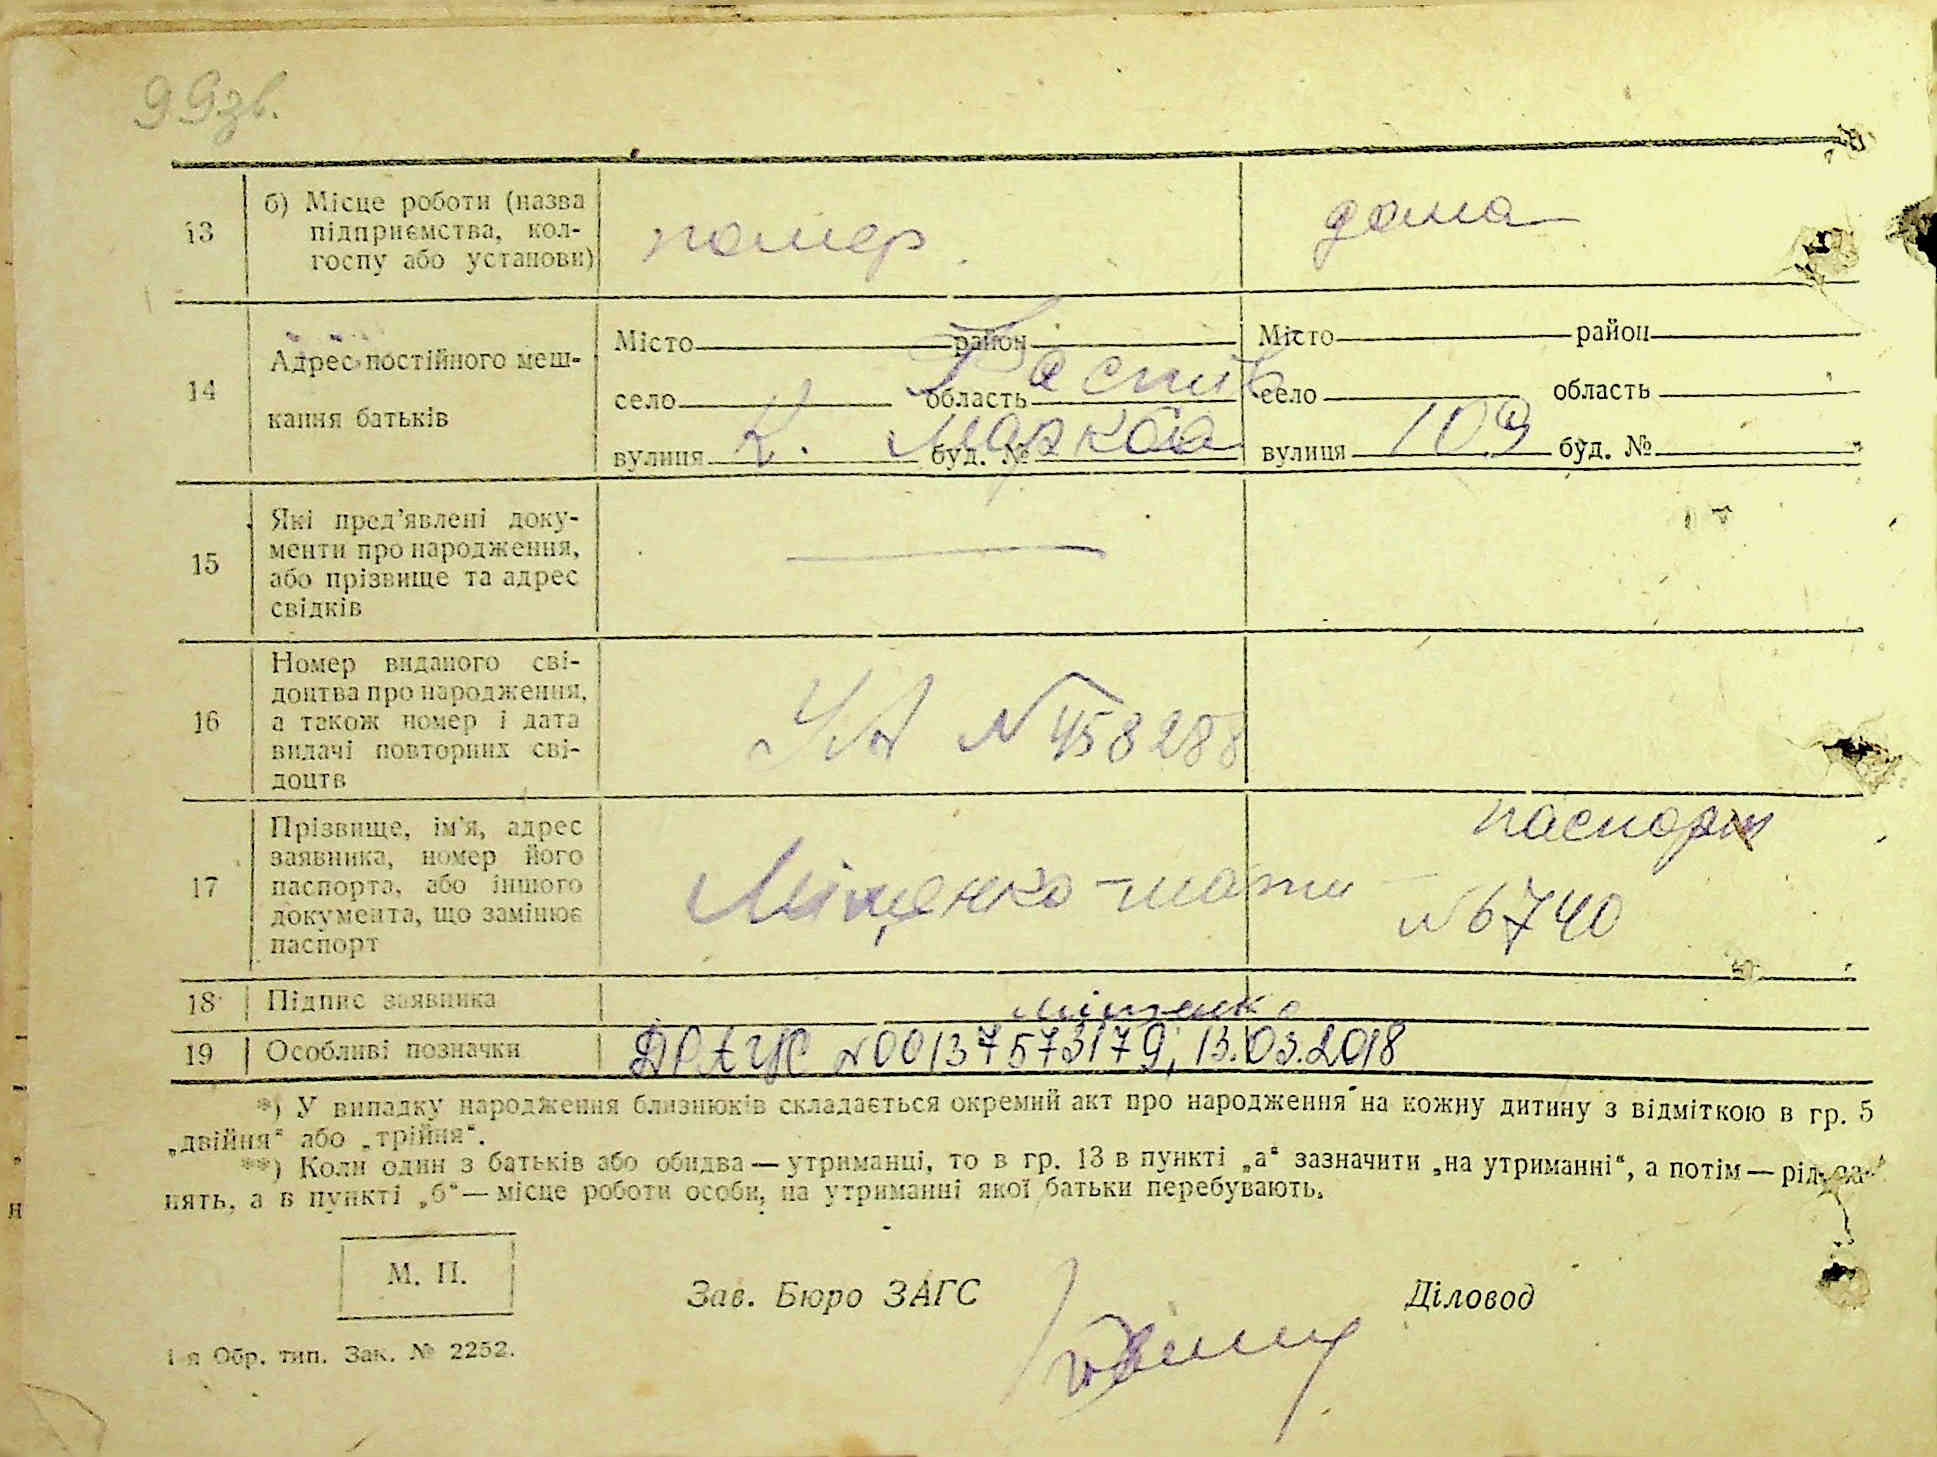 99зв.
13
б) Місце роботи (назва
підприємства, кол-
госпу або установи)
помер
дома
14
Адрес постійного меш-
кання батьків
Місто район
село область
вулиця буд. №
Місто район
село область
вулиця буд. №
Фастів
К. Маркса 109
15
Які пред'явлені доку-
менти про народження,
або прізвище та адрес
свідків
16
Номер виданого сві-
доцтва про народження,
а також номер і дата
видачі повторних сві-
доцтв
УА № 458288
17
Прізвище, ім'я, адрес
заявника, номер його
паспорта, або іншого
документа, що замінює
паспорт
Міщенко – мати –
паспорт
№ 6740
18 Підпис заявника
Міщенко
19 Особливі позначки
ДРАЦС №00137573179, 13.03.2018
*) У випадку народження близнюків складається окремий акт про народження на кожну дитину з відміткою в гр. 5
„двійня“ або „трійня“.
**) Коли один з батьків або обидва — утриманці, то в гр. 13 в пункті „а“ зазначити „на утриманні“, а потім — рід за-
нять, а в пункті „б“ — місце роботи особи, на утриманні якої батьки перебувають.
н
М. П.
Зав. Бюро ЗАГС
Діловод
1-я Обр. тип. Зак. № 2252.